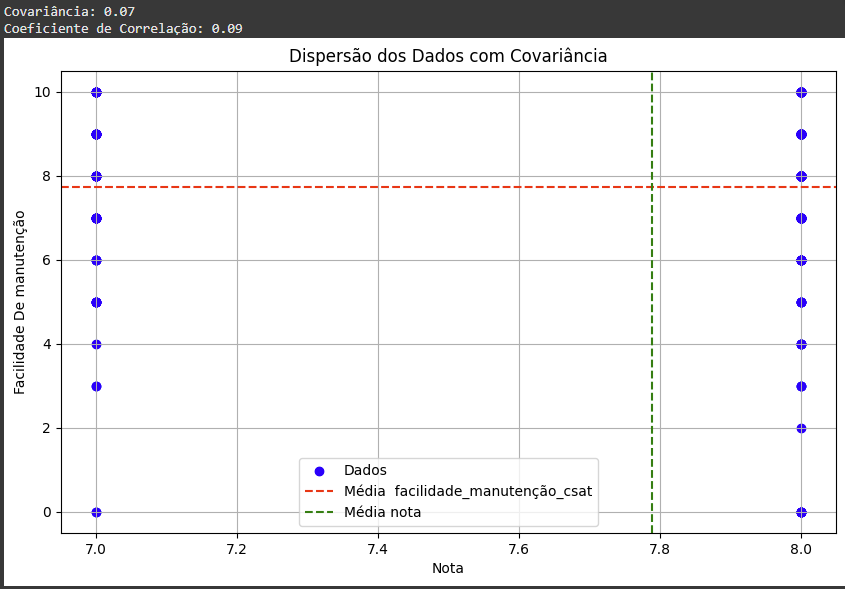 Covariância: 0.07
Coeficiente de Correlação: 0.09
Dispersão dos Dados com Covariância
10
8
6
4
2
0
Facilidade De manutenção
Dados
Média  facilidade_manutenção_csat
Média nota
7.0 7.2 7.4 7.6 7.8 8.0
Nota